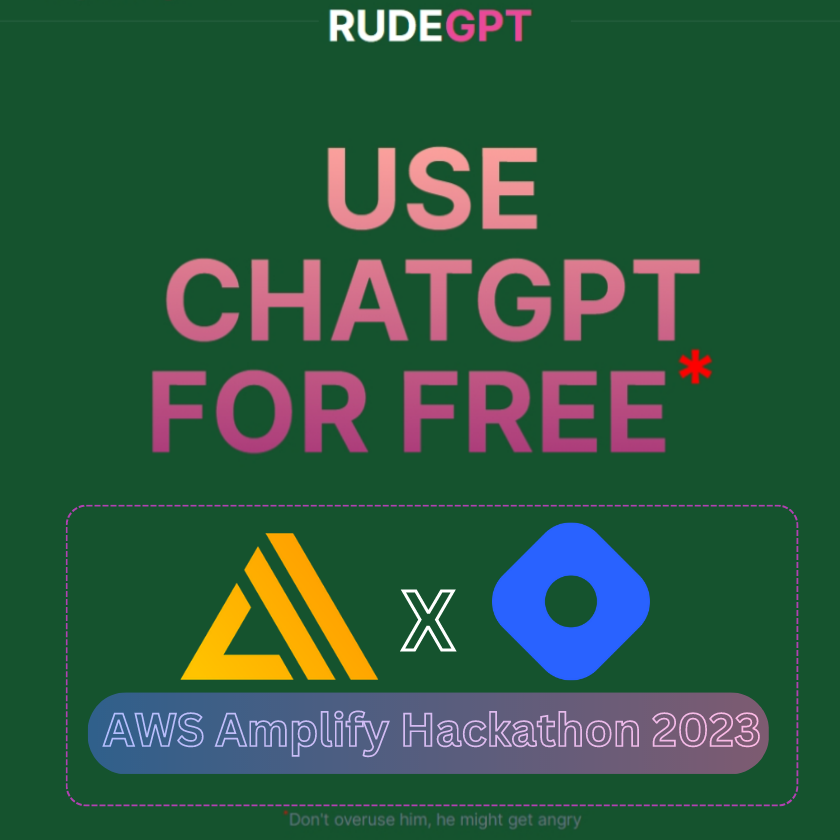 RUDEGPT
USE
CHATGPT
FOR FREE*
X
AWS Amplify Hackathon 2023
*Don't overuse him, he might get angry